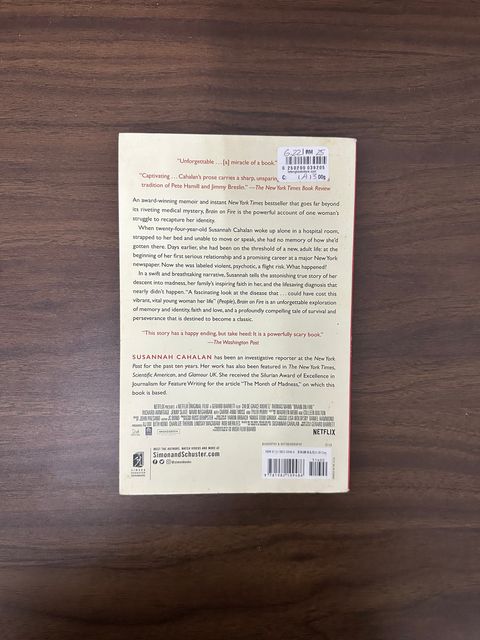 "Unforgettable . . . [a] miracle of a book."
"Captivating . . . Cahalan's prose carries a sharp, unsparing
tradition of Pete Hamill and Jimmy Breslin." —The New York Times Book Review
An award-winning memoir and instant New York Times bestseller that goes far beyond
its riveting medical mystery, Brain on Fire is the powerful account of one woman's
struggle to recapture her identity.
When twenty-four-year-old Susannah Cahalan woke up alone in a hospital room,
strapped to her bed and unable to move or speak, she had no memory of how she'd
gotten there. Days earlier, she had been on the threshold of a new, adult life: at the
beginning of her first serious relationship and a promising career at a major New York
newspaper. Now she was labeled violent, psychotic, a flight risk. What happened?
In a swift and breathtaking narrative, Susannah tells the astonishing true story of her
descent into madness, her family's inspiring faith in her, and the lifesaving diagnosis that
nearly didn't happen. "A fascinating look at the disease that . . . could have cost this
vibrant, vital young woman her life" (People), Brain on Fire is an unforgettable exploration
of memory and identity, faith and love, and a profoundly compelling tale of survival and
perseverance that is destined to become a classic.
"This story has a happy ending, but take heed: It is a powerfully scary book."
—The Washington Post
SUSANNAH CAHALAN has been an investigative reporter at the New York
Post for the past ten years. Her work has also been featured in The New York Times,
Scientific American, and Glamour UK. She received the Silurian Award of Excellence in
Journalism for Feature Writing for the article "The Month of Madness," on which this
book is based.
NETFLIX
MEET THE AUTHORS, WATCH VIDEOS AND MORE AT
SimonandSchuster.com
@simonbooks
BIOGRAPHY & AUTOBIOGRAPHY